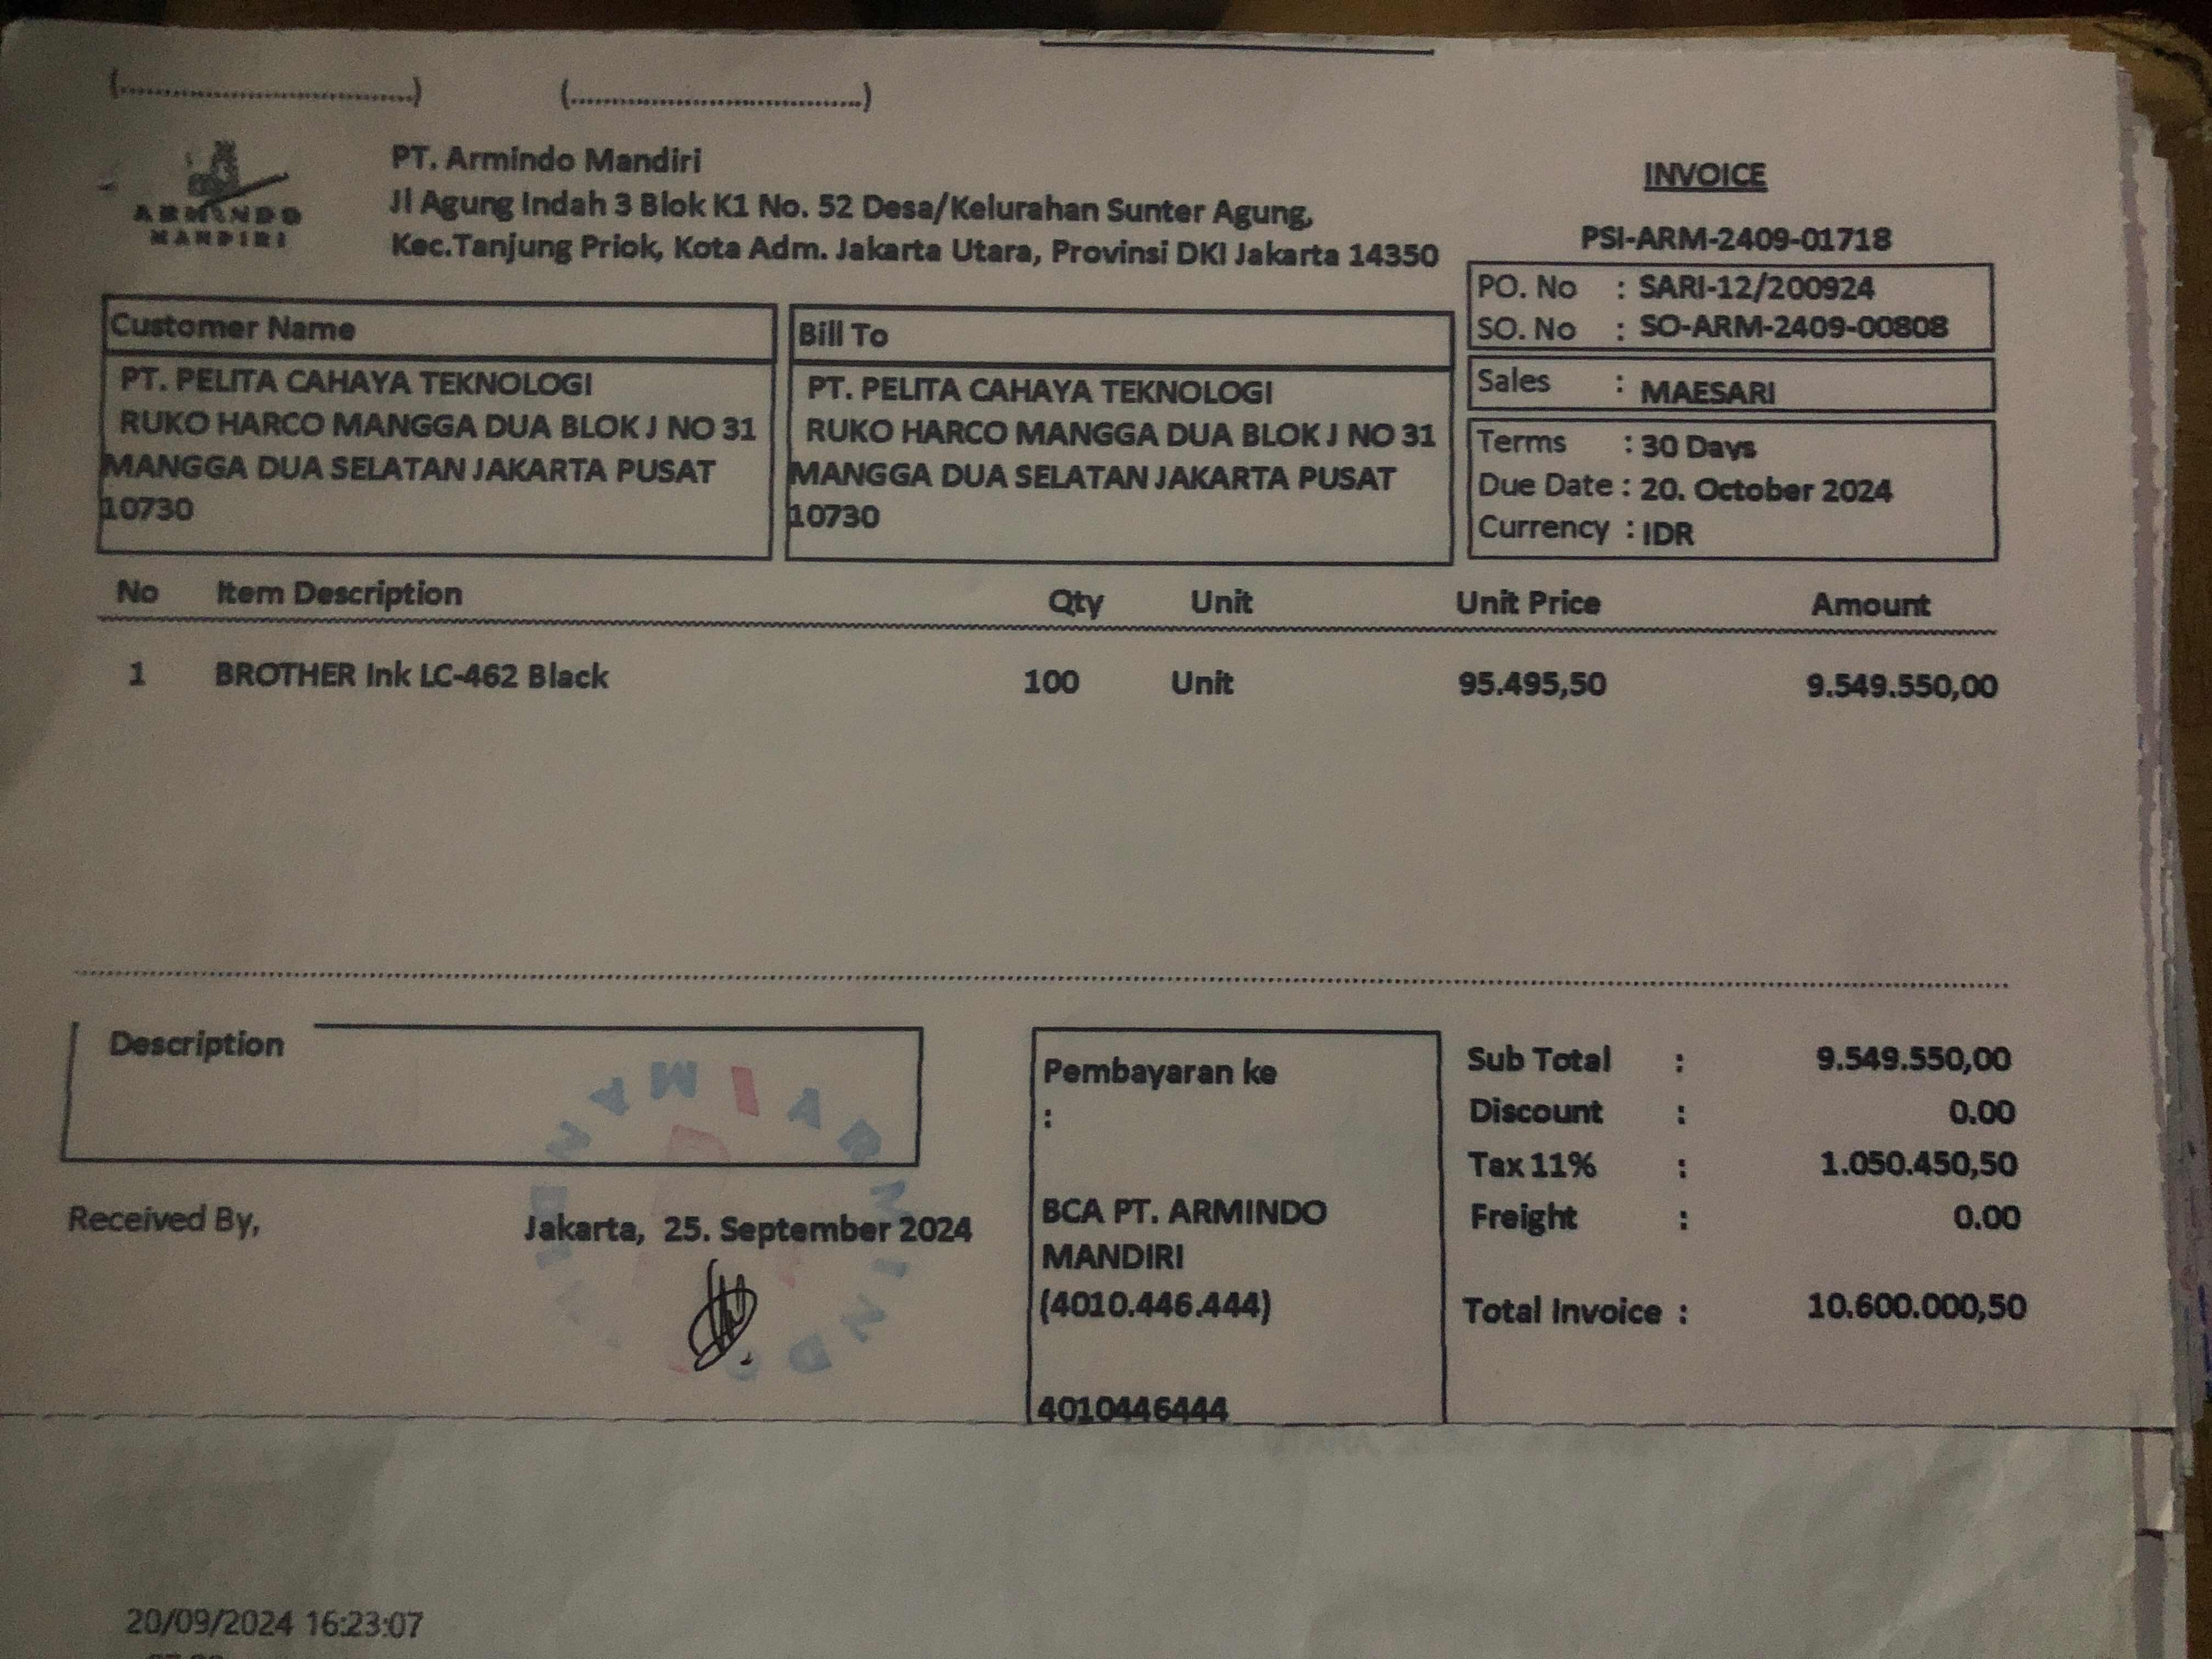 (....................................) (....................................)
ARMINDO
MANDIRI
PT. Armindo Mandiri
Jl Agung Indah 3 Blok K1 No. 52 Desa/Kelurahan Sunter Agung,
Kec.Tanjung Priok, Kota Adm. Jakarta Utara, Provinsi DKI Jakarta 14350
INVOICE
PSI-ARM-2409-01718
PO. No : SARI-12/200924
SO. No : SO-ARM-2409-00808
Sales : MAESARI
Terms : 30 Days
Due Date : 20. October 2024
Currency : IDR
Customer Name
PT. PELITA CAHAYA TEKNOLOGI
RUKO HARCO MANGGA DUA BLOK J NO 31
MANGGA DUA SELATAN JAKARTA PUSAT
10730
Bill To
PT. PELITA CAHAYA TEKNOLOGI
RUKO HARCO MANGGA DUA BLOK J NO 31
MANGGA DUA SELATAN JAKARTA PUSAT
10730
No Item Description Qty Unit Unit Price Amount
1 BROTHER Ink LC-462 Black 100 Unit 95.495,50 9.549.550,00
Description
Received By,
Jakarta, 25. September 2024
Pembayaran ke
:
BCA PT. ARMINDO
MANDIRI
(4010.446.444)
4010446444
Sub Total : 9.549.550,00
Discount : 0.00
Tax 11% : 1.050.450,50
Freight : 0.00
Total Invoice : 10.600.000,50
20/09/2024 16:23:07